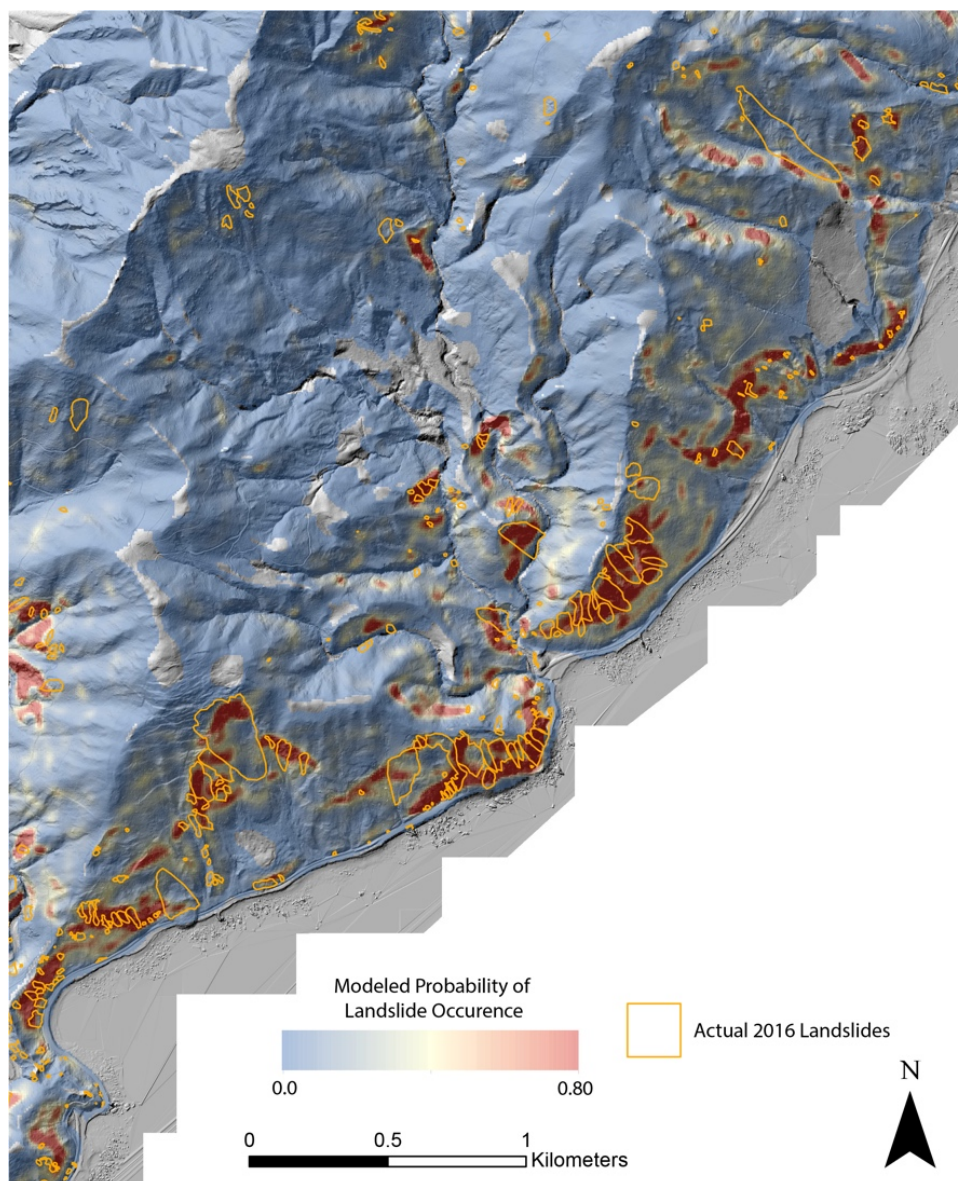 Modeled Probability of
Landslide Occurence
0.0 0.80
Actual 2016 Landslides
N
0 0.5 1
Kilometers